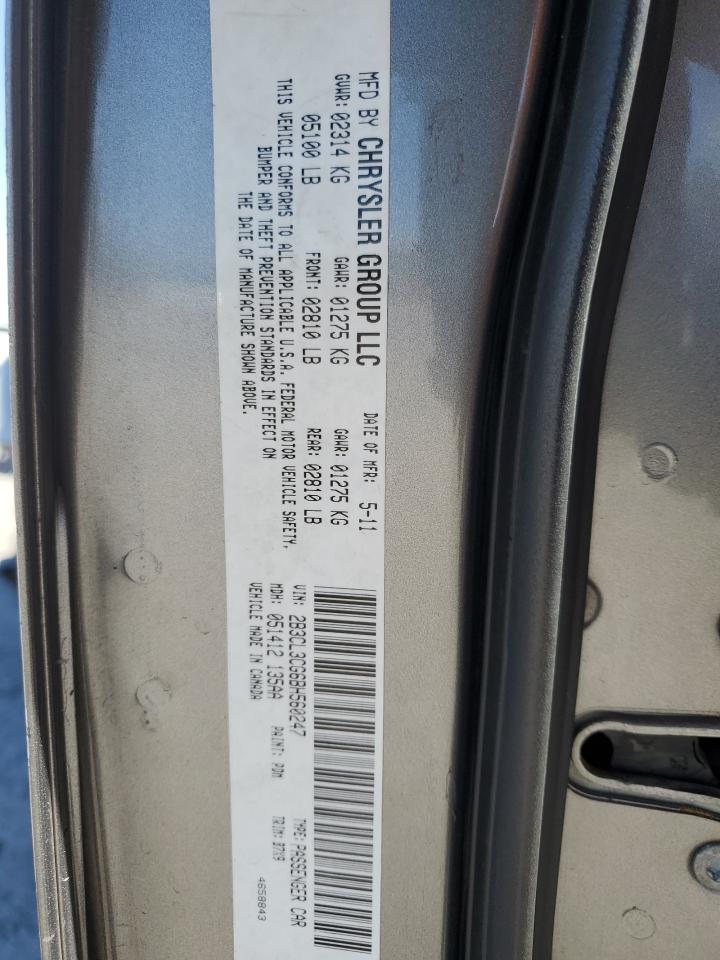 MFD BY CHRYSLER GROUP LLC DATE OF MFR: 5-11
GVWR: 02314 KG GAWR: 01275 KG GAWR: 01275 KG
05100 LB FRONT: 02810 LB REAR: 02810 LB
THIS VEHICLE CONFORMS TO ALL APPLICABLE U.S.A. FEDERAL MOTOR VEHICLE SAFETY,
BUMPER AND THEFT PREVENTION STANDARDS IN EFFECT ON
THE DATE OF MANUFACTURE SHOWN ABOVE.
VIN: 2B3CL3CG6BH560247 TYPE: PASSENGER CAR
MDH: 051412 135AA PAINT: PDM TRIM: B7X9
VEHICLE MADE IN CANADA 4658843